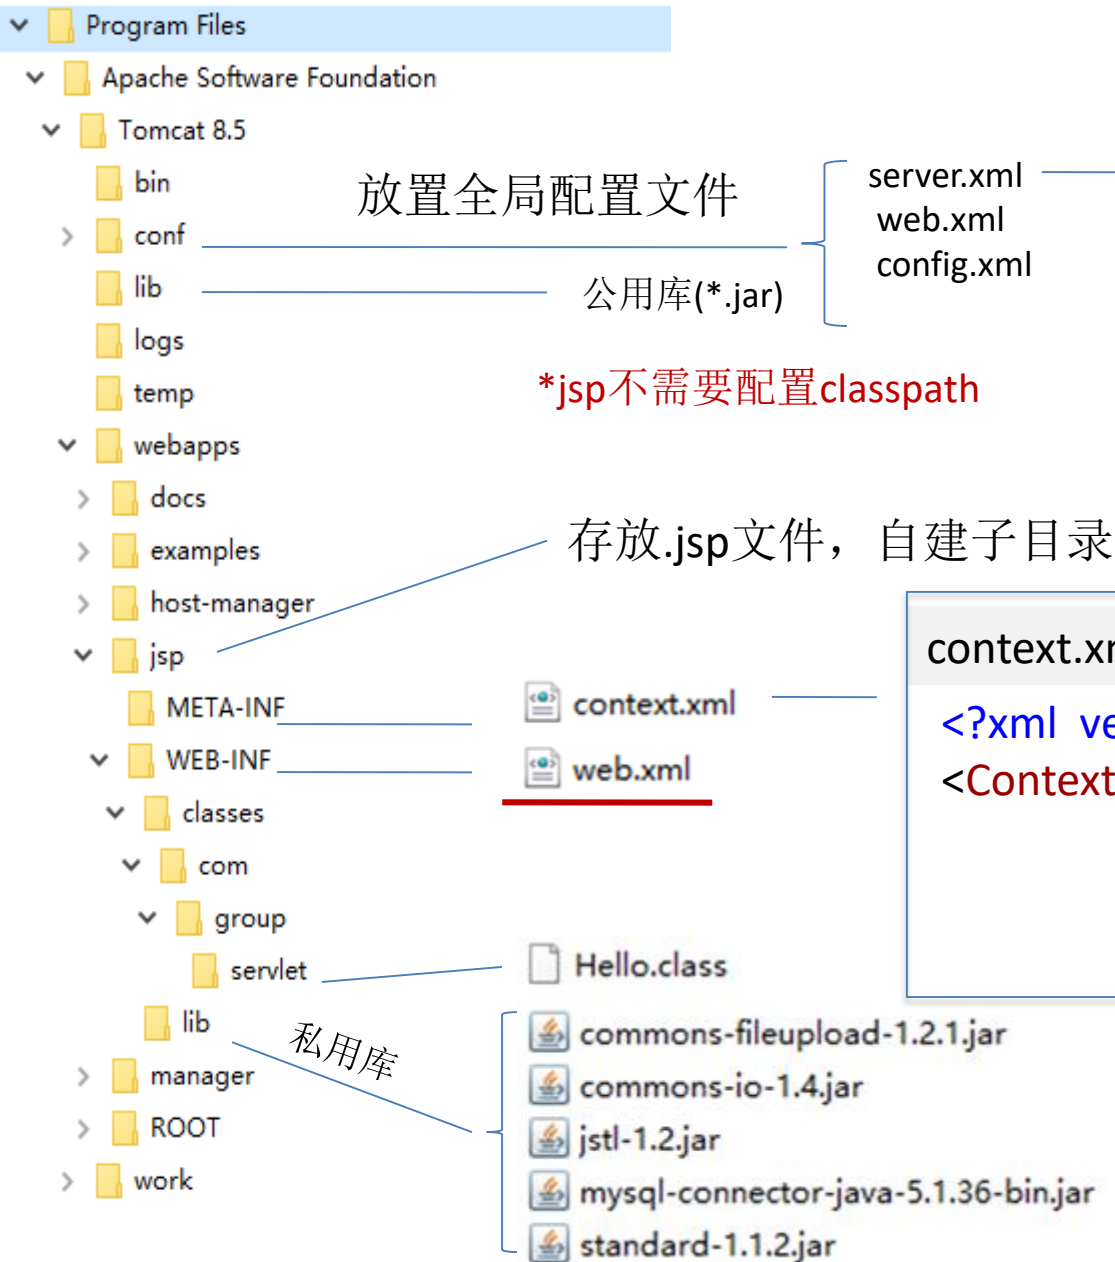 Program Files
Apache Software Foundation
Tomcat 8.5
bin
放置全局配置文件
server.xml
web.xml
config.xml
conf
lib
公用库(*.jar)
logs
temp
*jsp不需要配置classpath
webapps
docs
存放.jsp文件，自建子目录
examples
host-manager
jsp
META-INF
context.xml
WEB-INF
web.xml
context.xm
<?xml ve
<Context
classes
com
group
servlet
Hello.class
lib
私用库
commons-fileupload-1.2.1.jar
commons-io-1.4.jar
jstl-1.2.jar
mysql-connector-java-5.1.36-bin.jar
standard-1.1.2.jar
manager
ROOT
work